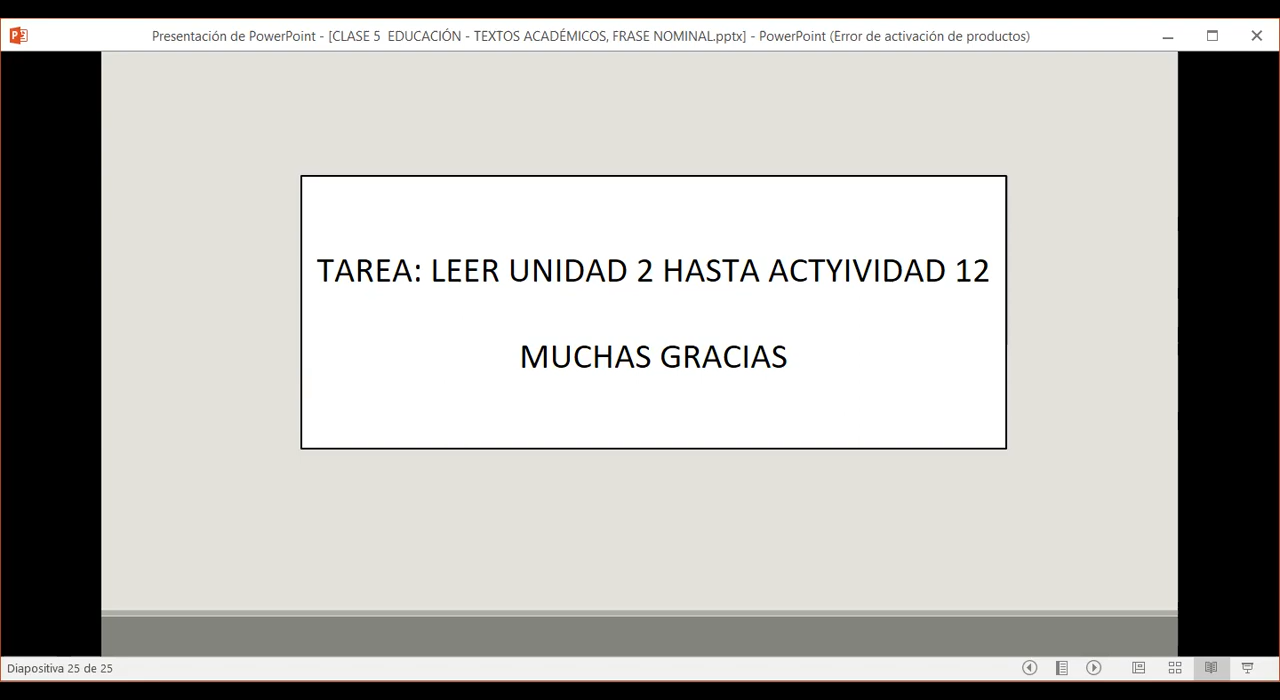 Presentación de PowerPoint - [CLASE 5  EDUCACIÓN - TEXTOS ACADÉMICOS, FRASE NOMINAL.pptx] - PowerPoint (Error de activación de productos)
TAREA: LEER UNIDAD 2 HASTA ACTYIVIDAD 12
MUCHAS GRACIAS
Diapositiva 25 de 25